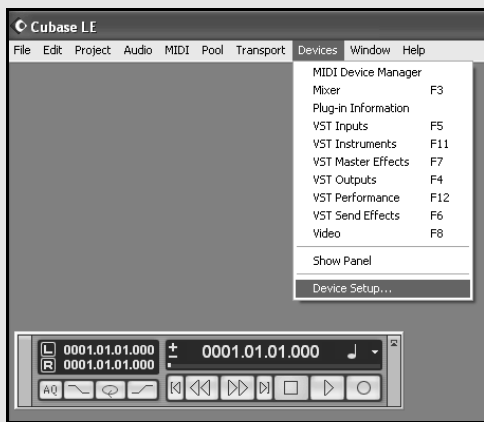 Cubase LE
File Edit Project Audio MIDI Pool Transport Devices Window Help
MIDI Device Manager
Mixer F3
Plug-in Information
VST Inputs F5
VST Instruments F11
VST Master Effects F7
VST Outputs F4
VST Performance F12
VST Send Effects F6
Video F8
Show Panel
Device Setup...
L 0001.01.01.000
R 0001.01.01.000
0001.01.01.000
AQ